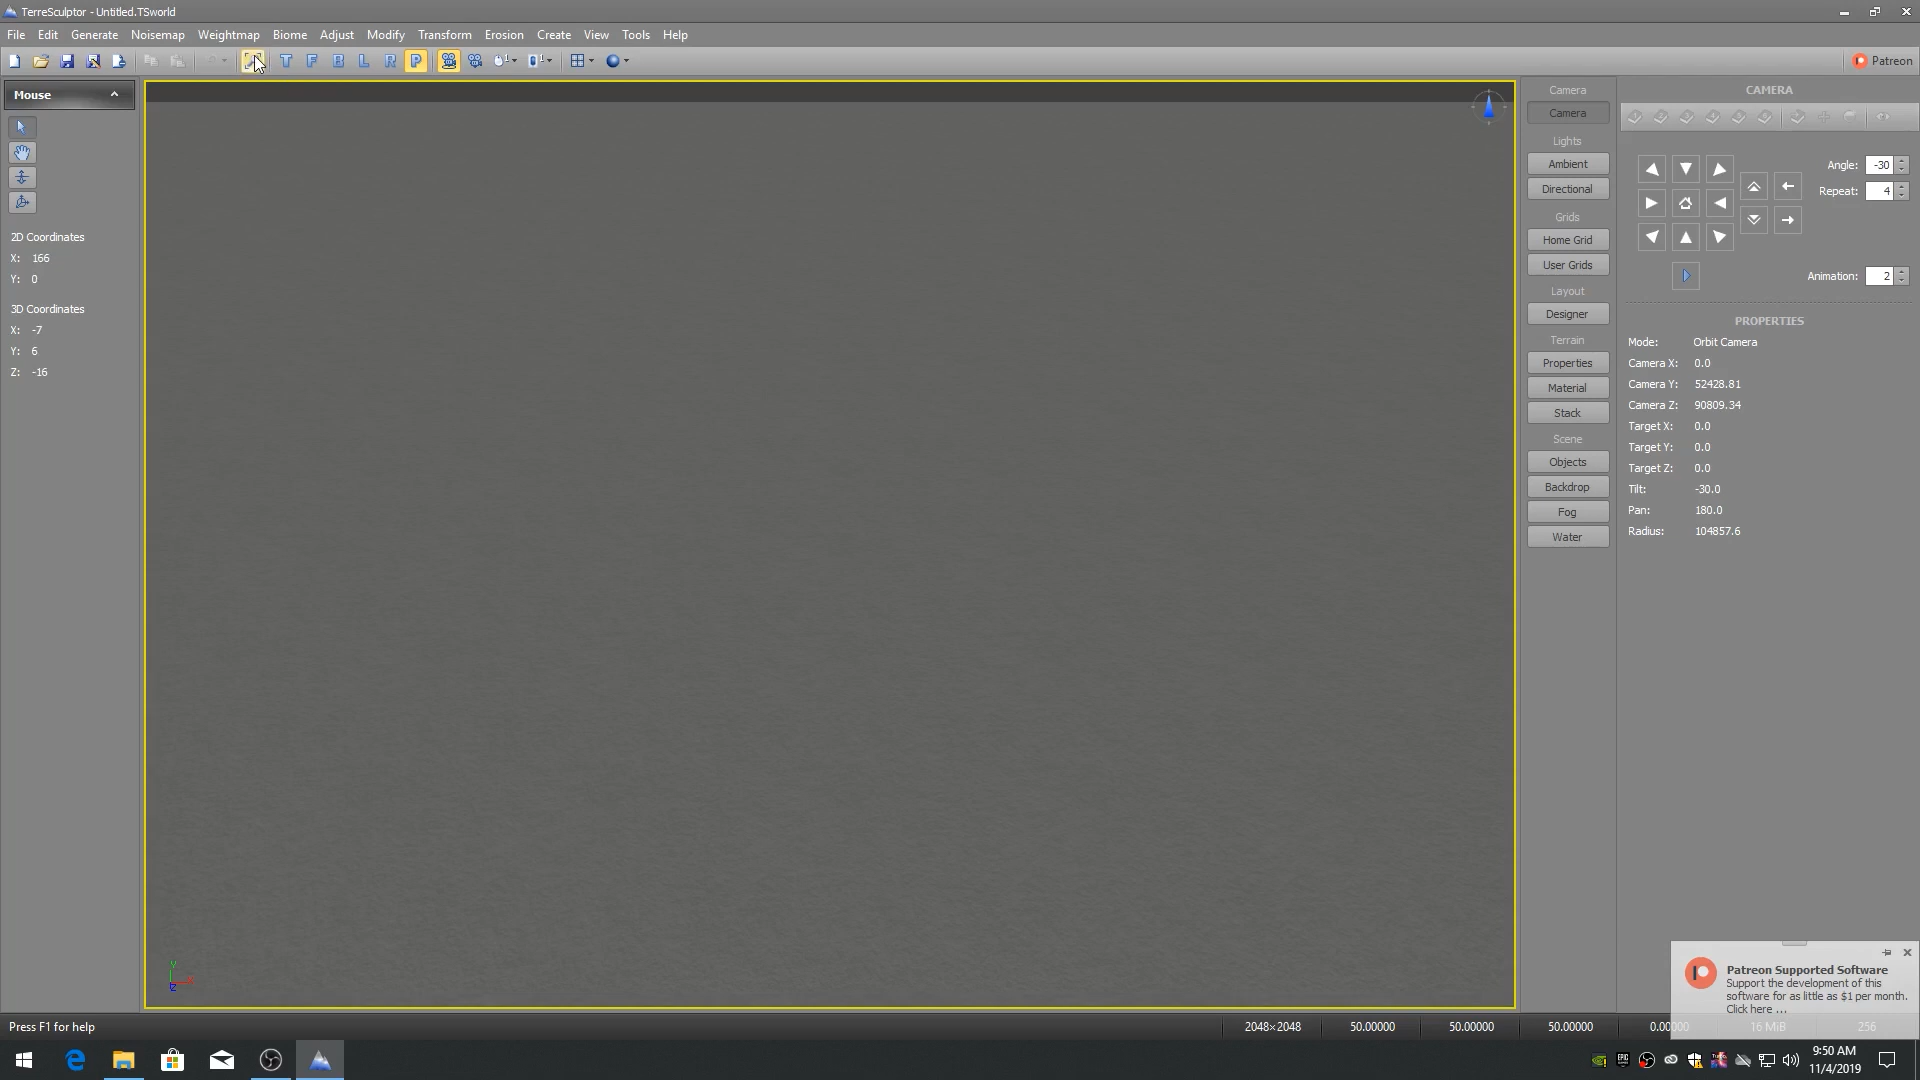 TerreSculptor - Untitled.TSworld
File Edit Generate Noisemap Weightmap Biome Adjust Modify Transform Erosion Create View Tools Help
T F B L R P
Patreon
Mouse
2D Coordinates
X: 166
Y: 0
3D Coordinates
X: -7
Y: 6
Z: -16
Y
Z
Camera
Camera
Lights
Ambient
Directional
Grids
Home Grid
User Grids
Layout
Designer
Terrain
Properties
Material
Stack
Scene
Objects
Backdrop
Fog
Water
CAMERA
Angle: -30
Repeat: 4
Animation: 2
PROPERTIES
Mode: Orbit Camera
Camera X: 0.0
Camera Y: 52428.81
Camera Z: 90809.34
Target X: 0.0
Target Y: 0.0
Target Z: 0.0
Tilt: -30.0
Pan: 180.0
Radius: 104857.6
Patreon Supported Software
Support the development of this
software for as little as $1 per month.
Click here ...
Press F1 for help
2048×2048 50.00000 50.00000 50.00000 0.00000 16 MiB 256
9:50 AM
11/4/2019